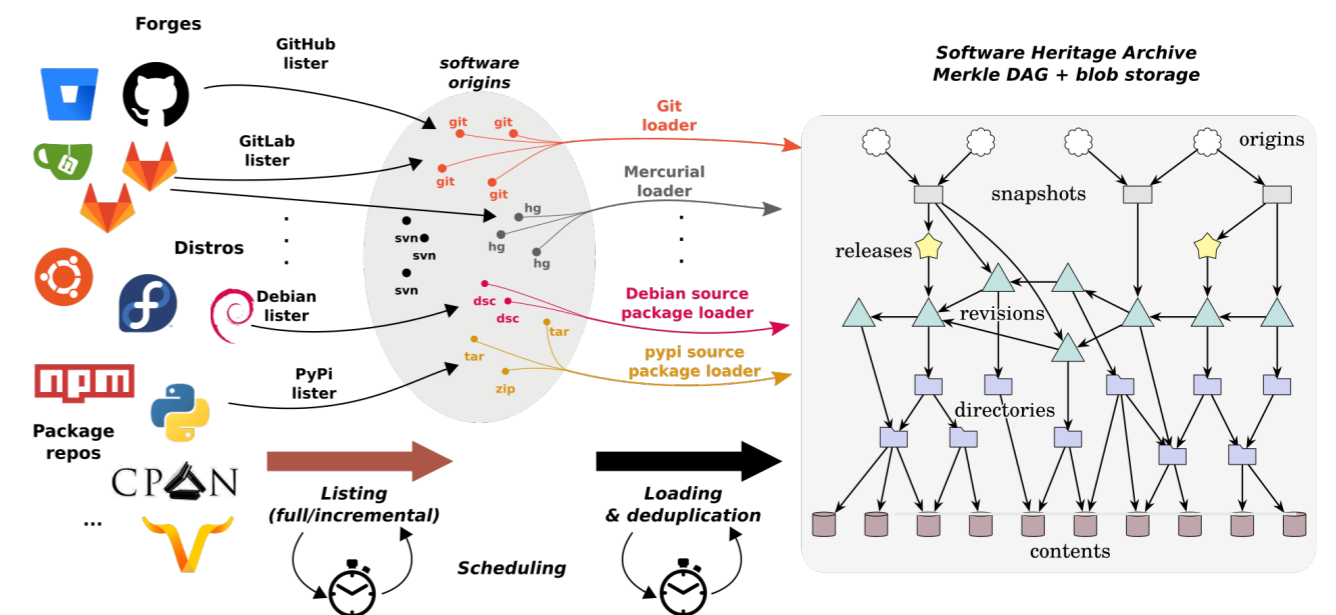 Forges
GitHub
lister
software
origins
Software Heritage Archive
Merkle DAG + blob storage
git
git
Git
loader
GitLab
lister
git
git
Mercurial
loader
origins
snapshots
hg
hg
hg
svn
svn
svn
.
.
.
.
.
.
Distros
releases
Debian
lister
dsc
dsc
Debian source
package loader
revisions
tar
tar
zip
pypi source
package loader
PyPi
lister
npm
directories
Package
repos
CPAN
...
Listing
(full/incremental)
Loading
& deduplication
Scheduling
contents